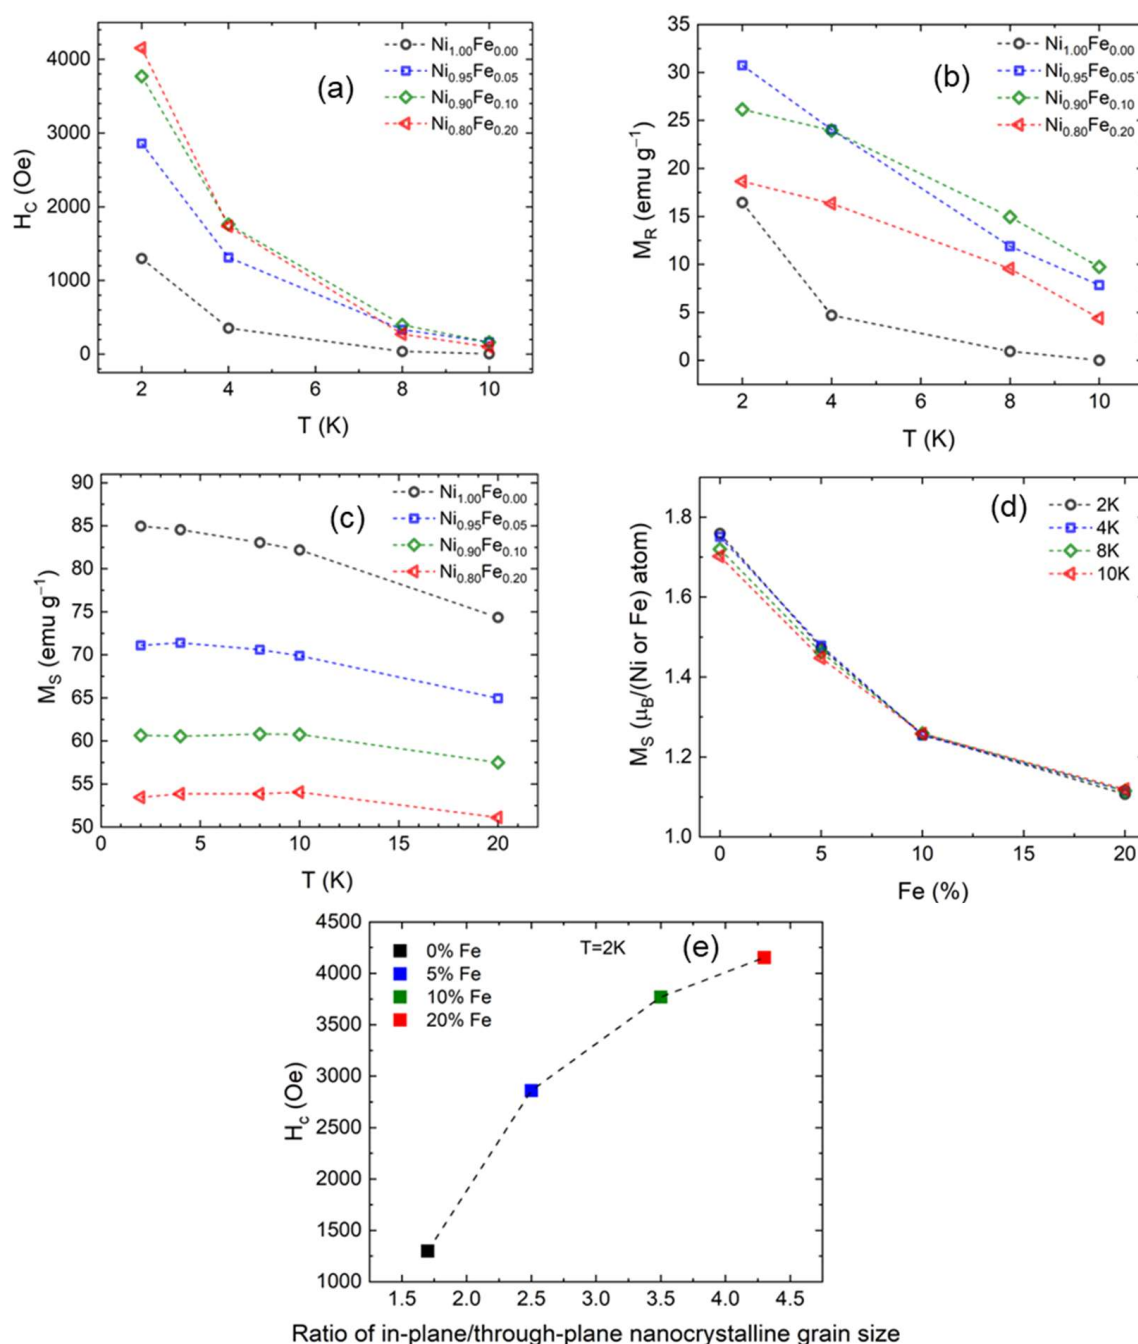 (a)
Ni1.00Fe0.00
Ni0.95Fe0.05
Ni0.90Fe0.10
Ni0.80Fe0.20
HC (Oe)
4000
3000
2000
1000
0
2 4 6 8 10
T (K)
(b)
Ni1.00Fe0.00
Ni0.95Fe0.05
Ni0.90Fe0.10
Ni0.80Fe0.20
MR (emu g−1)
35
30
25
20
15
10
5
0
2 4 6 8 10
T (K)
(c)
Ni1.00Fe0.00
Ni0.95Fe0.05
Ni0.90Fe0.10
Ni0.80Fe0.20
MS (emu g−1)
90
85
80
75
70
65
60
55
50
0 5 10 15 20
T (K)
(d)
2K
4K
8K
10K
MS (μB/(Ni or Fe) atom)
1.8
1.6
1.4
1.2
1.0
0 5 10 15 20
Fe (%)
(e)
T=2K
0% Fe
5% Fe
10% Fe
20% Fe
Hc (Oe)
4500
4000
3500
3000
2500
2000
1500
1000
1.5 2.0 2.5 3.0 3.5 4.0 4.5
Ratio of in-plane/through-plane nanocrystalline grain size